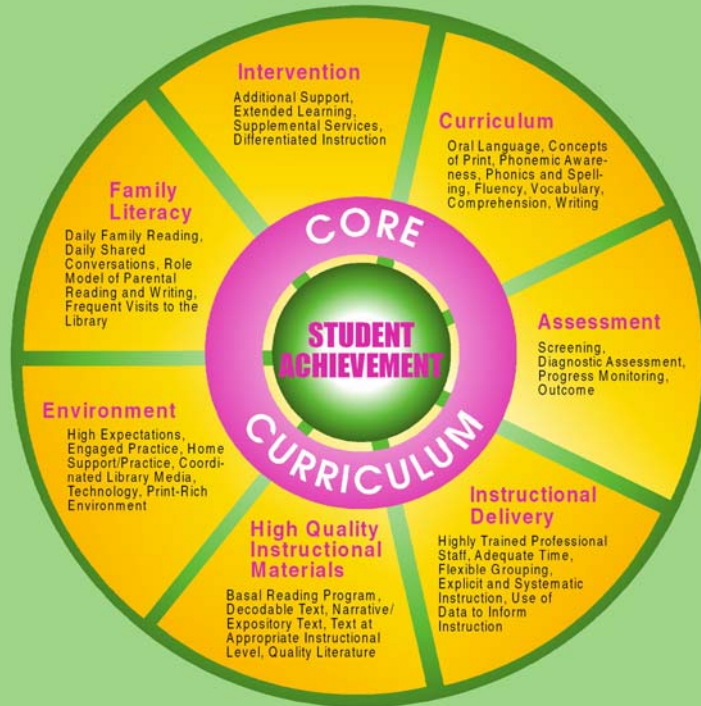 Intervention
Additional Support,
Extended Learning,
Supplemental Services,
Differentiated Instruction
Curriculum
Oral Language, Concepts
of Print, Phonemic Aware-
ness, Phonics and Spell-
ing, Fluency, Vocabulary,
Comprehension, Writing
Family
Literacy
Daily Family Reading,
Daily Shared
Conversations, Role
Model of Parental
Reading and Writing,
Frequent Visits to the
Library
CORE
STUDENT
ACHIEVEMENT
CURRICULUM
Assessment
Screening,
Diagnostic Assessment,
Progress Monitoring,
Outcome
Environment
High Expectations,
Engaged Practice, Home
Support/Practice, Coordi-
nated Library Media,
Technology, Print-Rich
Environment
High Quality
Instructional
Materials
Basal Reading Program,
Decodable Text, Narrative/
Expository Text, Text at
Appropriate Instructional
Level, Quality Literature
Instructional
Delivery
Highly Trained Professional
Staff, Adequate Time,
Flexible Grouping,
Explicit and Systematic
Instruction, Use of
Data to Inform
Instruction